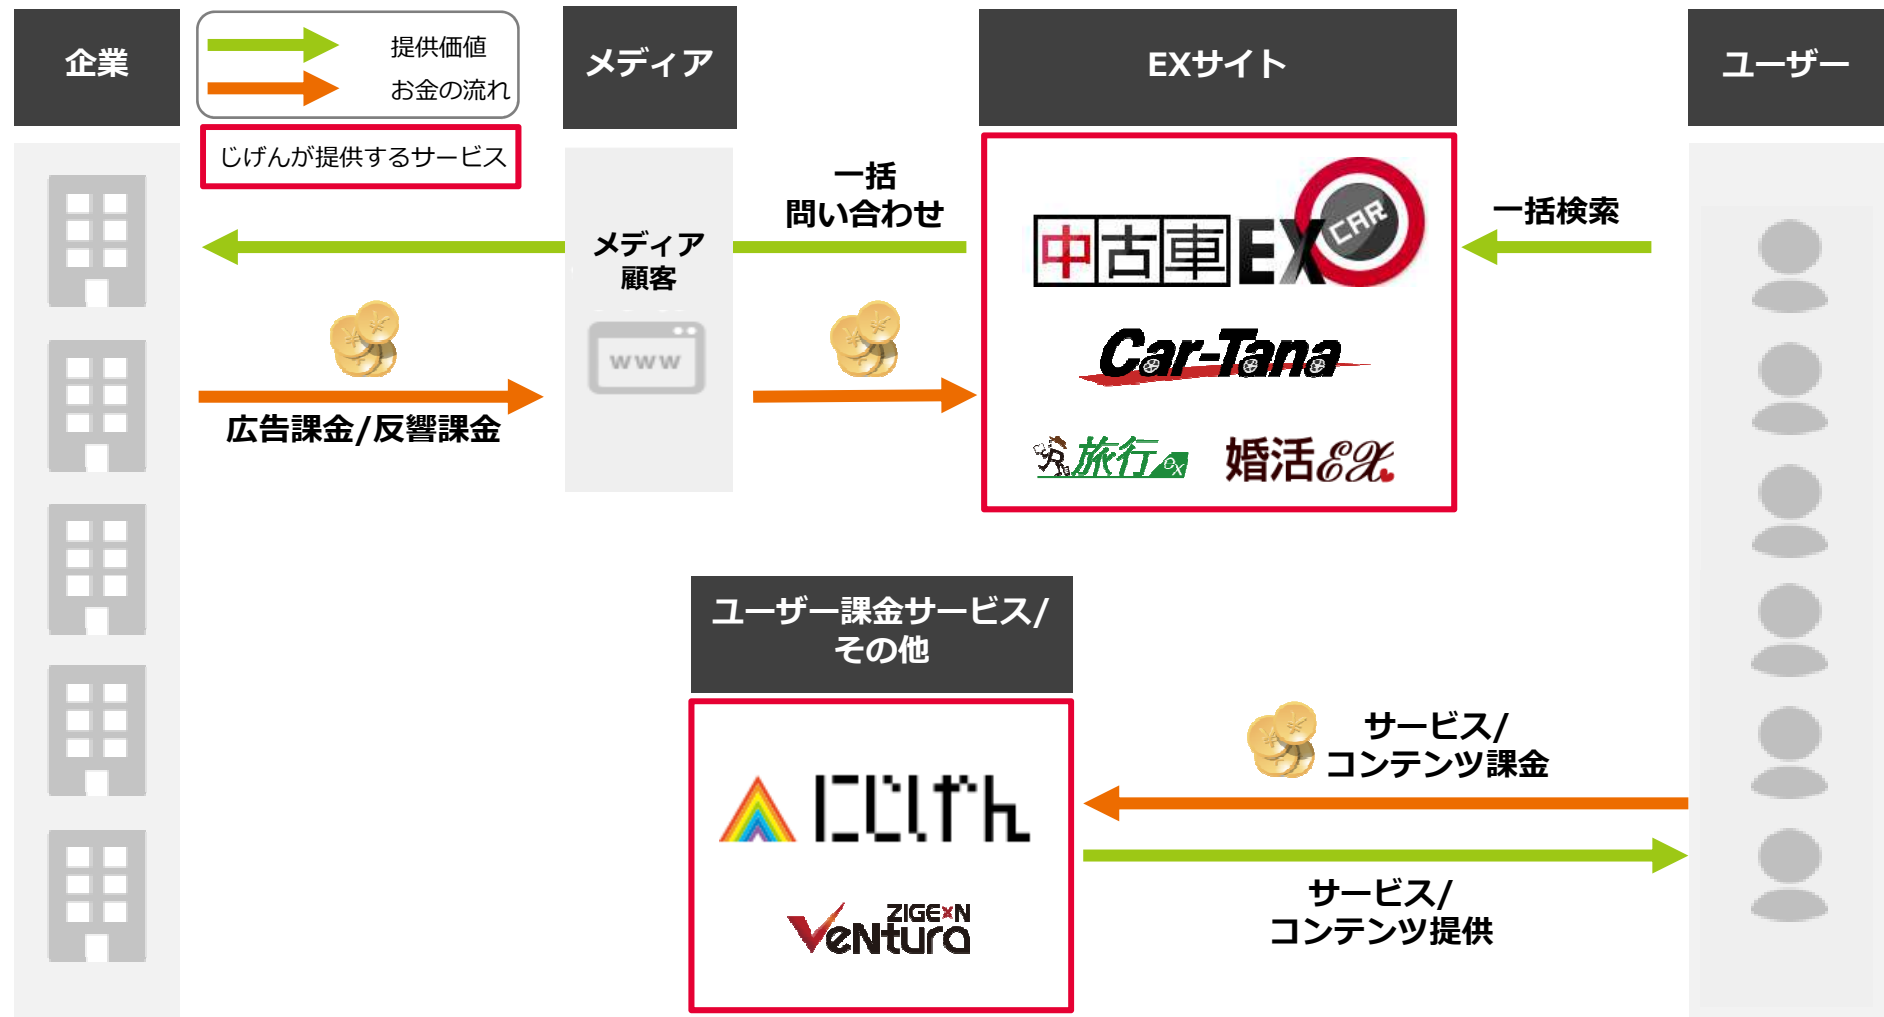 企業
提供価値
お金の流れ
じげんが提供するサービス
メディア
EXサイト
ユーザー
一括
問い合わせ
メディア
顧客
www
中古車EX
CAR
一括検索
Car-Tana
旅行ex
婚活EX
広告課金/反響課金
ユーザー課金サービス/
その他
にじげん
ZIGExN
VeNtura
サービス/
コンテンツ課金
サービス/
コンテンツ提供